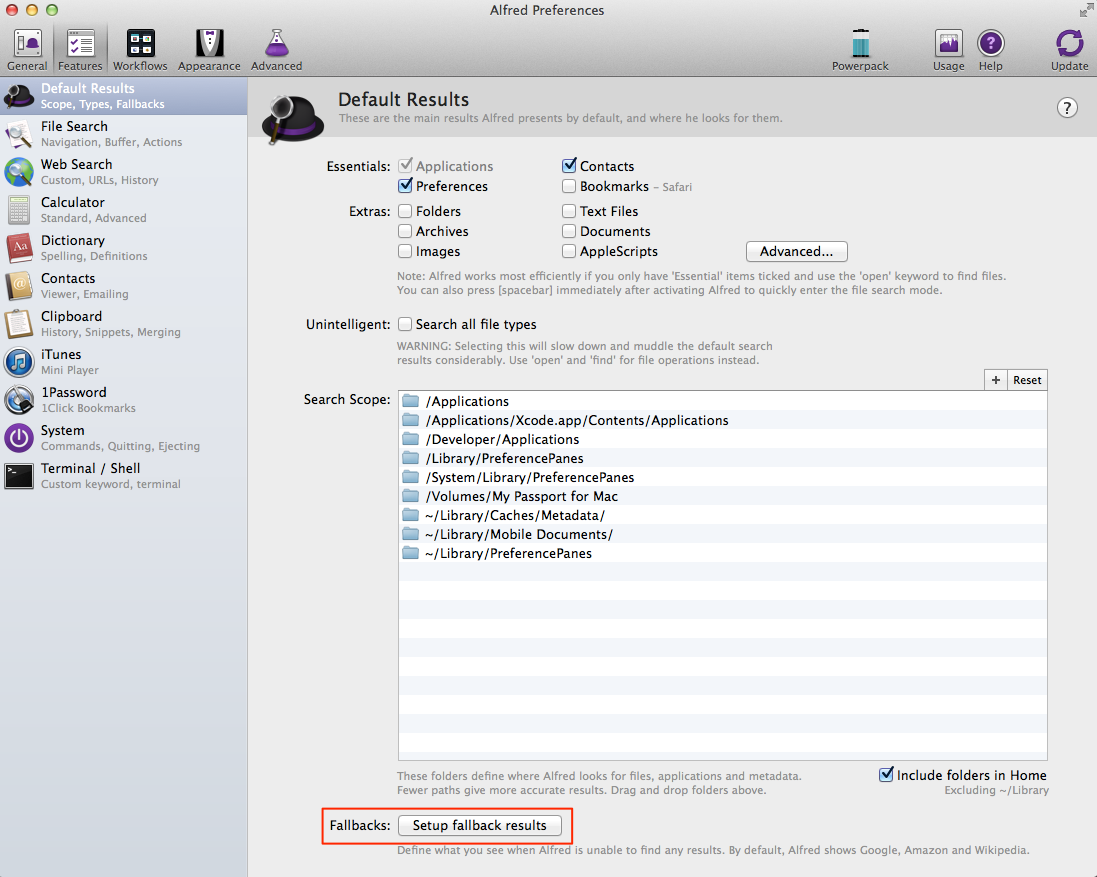 Alfred Preferences
General Features Workflows Appearance Advanced Powerpack Usage Help Update
Default Results
Scope, Types, Fallbacks
File Search
Navigation, Buffer, Actions
Web Search
Custom, URLs, History
Calculator
Standard, Advanced
Dictionary
Spelling, Definitions
Contacts
Viewer, Emailing
Clipboard
History, Snippets, Merging
iTunes
Mini Player
1Password
1Click Bookmarks
System
Commands, Quitting, Ejecting
Terminal / Shell
Custom keyword, terminal
Default Results
These are the main results Alfred presents by default, and where he looks for them.
?
Essentials: Applications Contacts
Preferences Bookmarks – Safari
Extras: Folders Text Files
Archives Documents
Images AppleScripts Advanced...
Note: Alfred works most efficiently if you only have 'Essential' items ticked and use the 'open' keyword to find files.
You can also press [spacebar] immediately after activating Alfred to quickly enter the file search mode.
Unintelligent: Search all file types
WARNING: Selecting this will slow down and muddle the default search
results considerably. Use 'open' and 'find' for file operations instead.
+ Reset
Search Scope: /Applications
/Applications/Xcode.app/Contents/Applications
/Developer/Applications
/Library/PreferencePanes
/System/Library/PreferencePanes
/Volumes/My Passport for Mac
~/Library/Caches/Metadata/
~/Library/Mobile Documents/
~/Library/PreferencePanes
These folders define where Alfred looks for files, applications and metadata.
Fewer paths give more accurate results. Drag and drop folders above.
Include folders in Home
Excluding ~/Library
Fallbacks: Setup fallback results
Define what you see when Alfred is unable to find any results. By default, Alfred shows Google, Amazon and Wikipedia.